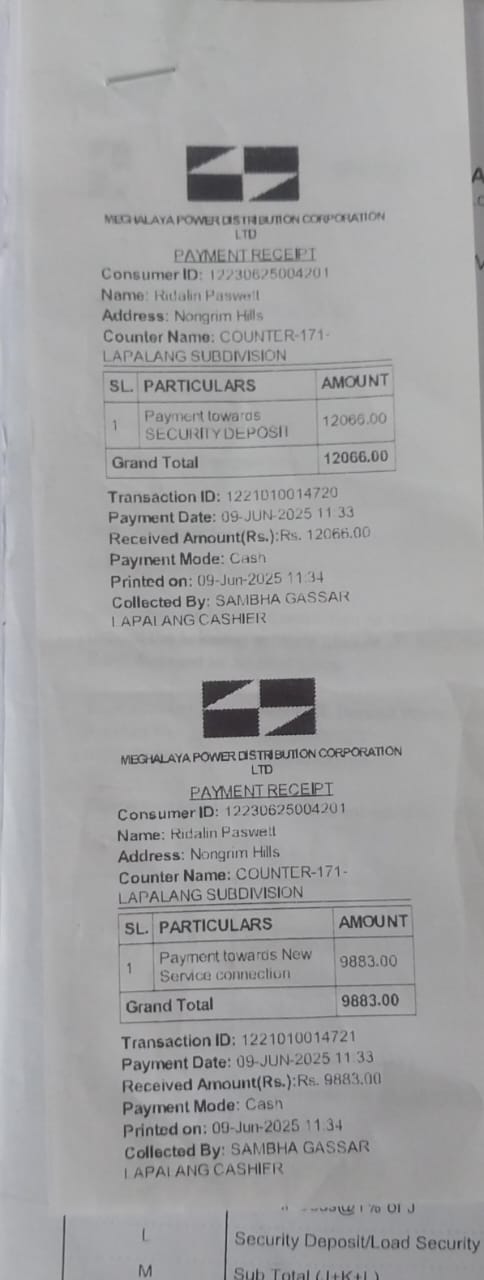 MEGHALAYA POWER DISTRIBUTION CORPORATION
LTD
PAYMENT RECEIPT
Consumer ID: 12230625004201
Name: Ridalin Paswett
Address: Nongrim Hills
Counter Name: COUNTER-171-
LAPALANG SUBDIVISION
SL. PARTICULARS AMOUNT
1 Payment towards
SECURITY DEPOSIT 12066.00
Grand Total 12066.00
Transaction ID: 1221010014720
Payment Date: 09-JUN-2025 11:33
Received Amount(Rs.):Rs. 12066.00
Payment Mode: Cash
Printed on: 09-Jun-2025 11:34
Collected By: SAMBHA GASSAR
LAPALANG CASHIER
MEGHALAYA POWER DISTRIBUTION CORPORATION
LTD
PAYMENT RECEIPT
Consumer ID: 12230625004201
Name: Ridalin Paswett
Address: Nongrim Hills
Counter Name: COUNTER-171-
LAPALANG SUBDIVISION
SL. PARTICULARS AMOUNT
1 Payment towards New
Service connection 9883.00
Grand Total 9883.00
Transaction ID: 1221010014721
Payment Date: 09-JUN-2025 11:33
Received Amount(Rs.):Rs. 9883.00
Payment Mode: Cash
Printed on: 09-Jun-2025 11:34
Collected By: SAMBHA GASSAR
LAPALANG CASHIER
L Security Deposit/Load Security
M Sub Total (J+K+L)